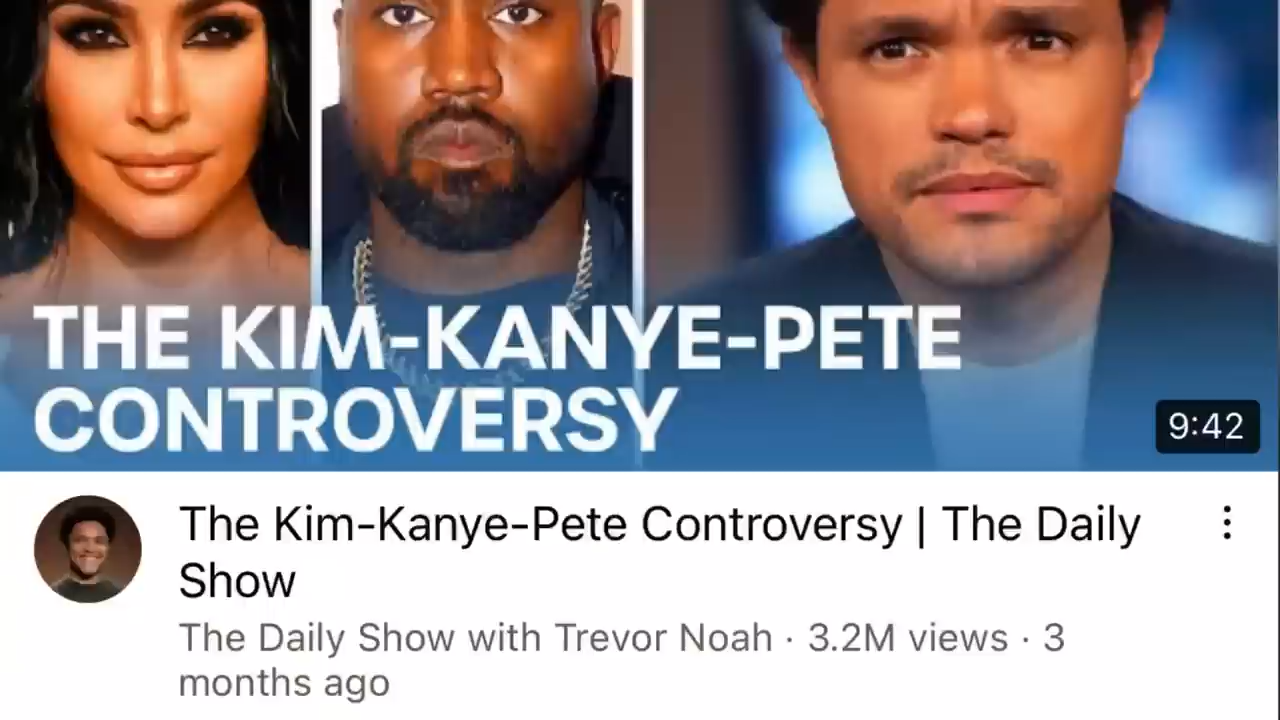 THE KIM-KANYE-PETE
CONTROVERSY
9:42
The Kim-Kanye-Pete Controversy | The Daily
Show
The Daily Show with Trevor Noah · 3.2M views · 3
months ago